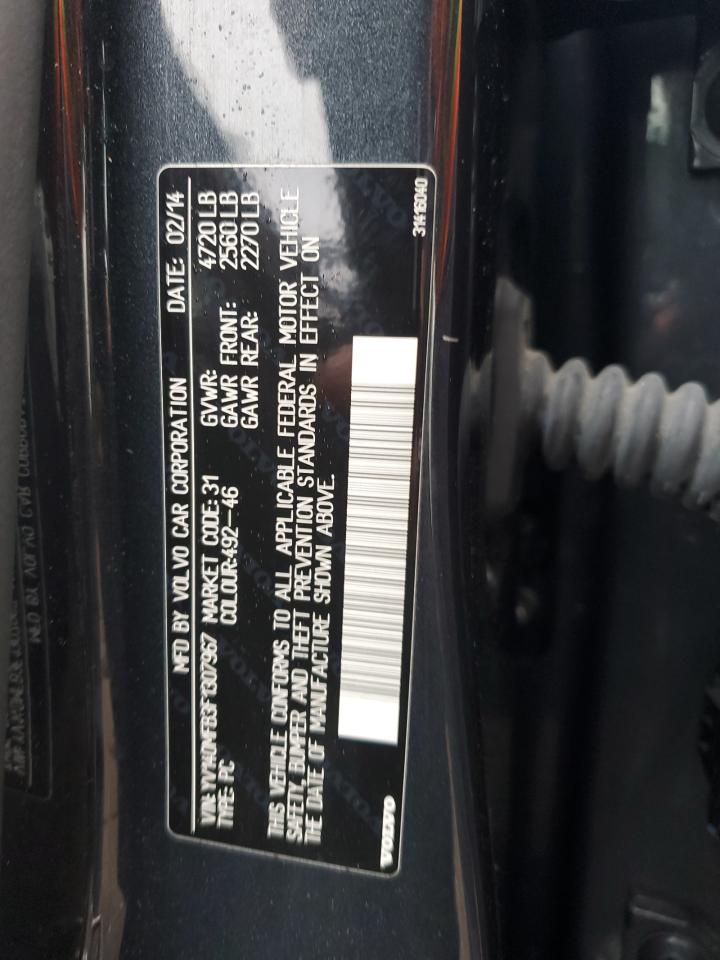 MFD BY VOLVO CAR CORPORATION DATE: 02/14
VIN: MARKET CODE: 31 GVWR: 4720 LB
TYPE: PC COLOUR:492-46 GAWR FRONT: 2560 LB
GAWR REAR: 2270 LB
THIS VEHICLE CONFORMS TO ALL APPLICABLE FEDERAL MOTOR VEHICLE
SAFETY, BUMPER AND THEFT PREVENTION STANDARDS IN EFFECT ON
THE DATE OF MANUFACTURE SHOWN ABOVE.
VOLVO 31416040